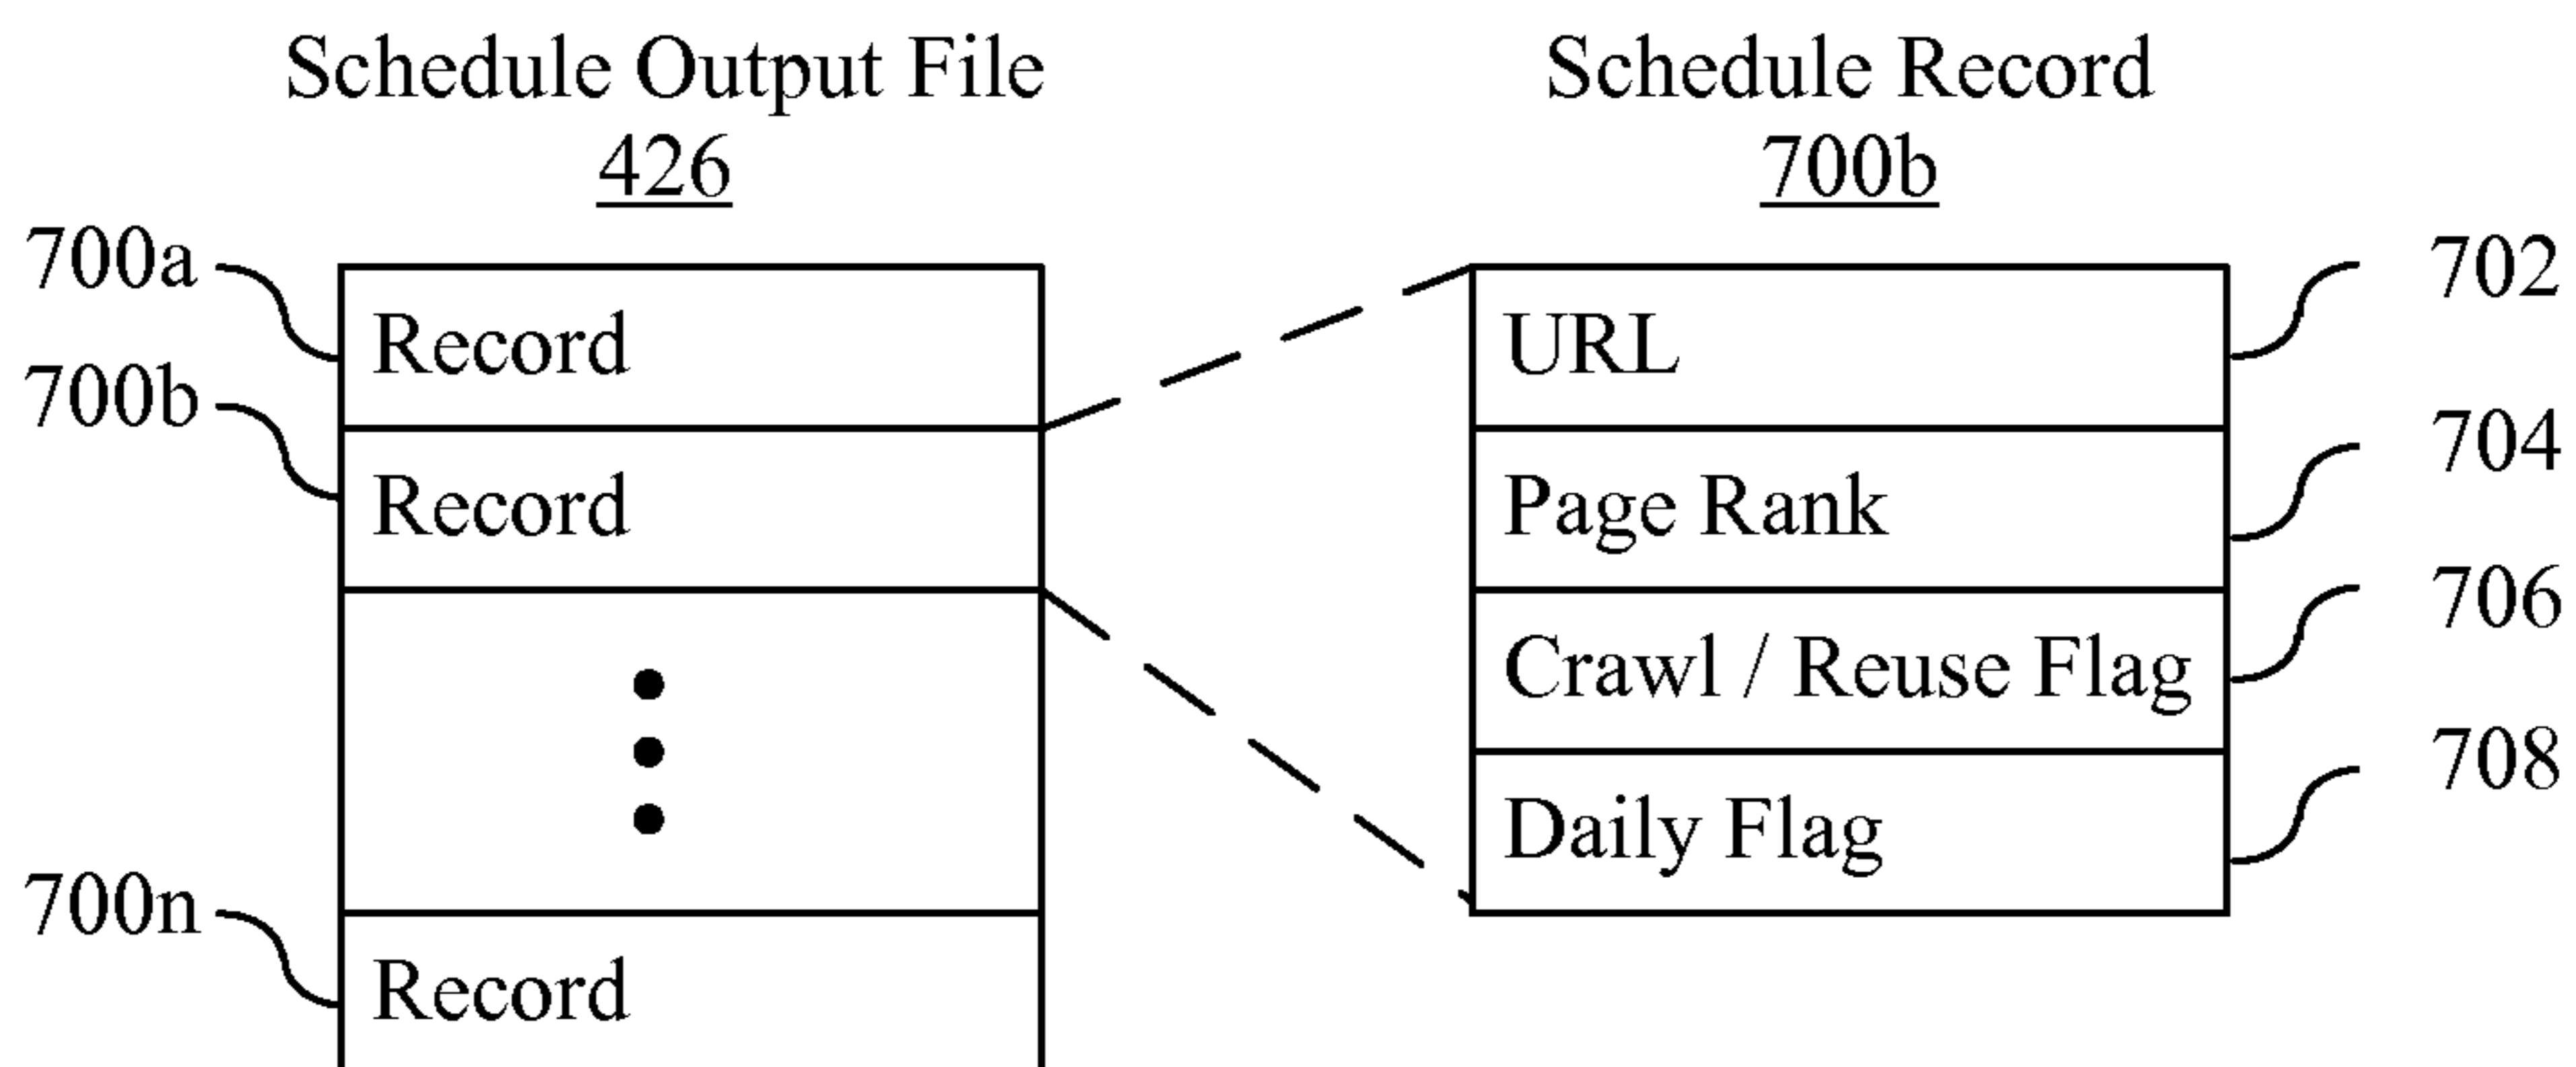 Schedule Output File
426
700a
Record
700b
Record
700n
Record
Schedule Record
700b
URL
702
Page Rank
704
Crawl / Reuse Flag
706
Daily Flag
708